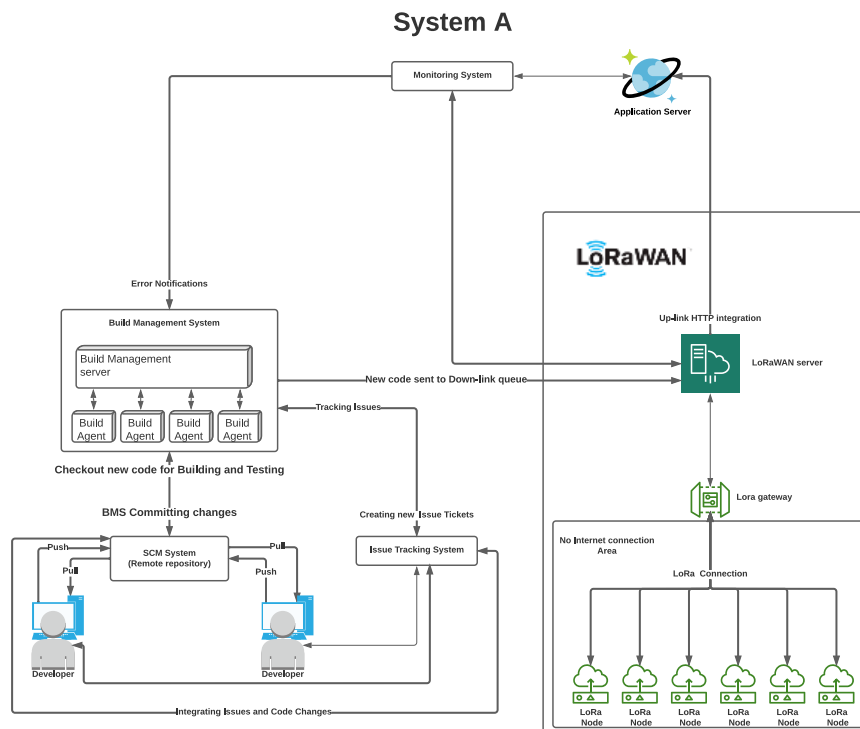 System A
Monitoring System
Application Server
LoRaWAN
Error Notifications
Up-link HTTP integration
Build Management System
Build Management
server
LoRaWAN server
New code sent to Down-link queue
Build
Agent
Build
Agent
Build
Agent
Build
Agent
Tracking Issues
Checkout new code for Building and Testing
Lora gateway
BMS Committing changes
Creating new Issue Tickets
No Internet connection
Area
Push
Pull
SCM System
(Remote repository)
Pull
Push
Issue Tracking System
LoRa Connection
Developer
Developer
Integrating Issues and Code Changes
LoRa
Node
LoRa
Node
LoRa
Node
LoRa
Node
LoRa
Node
LoRa
Node